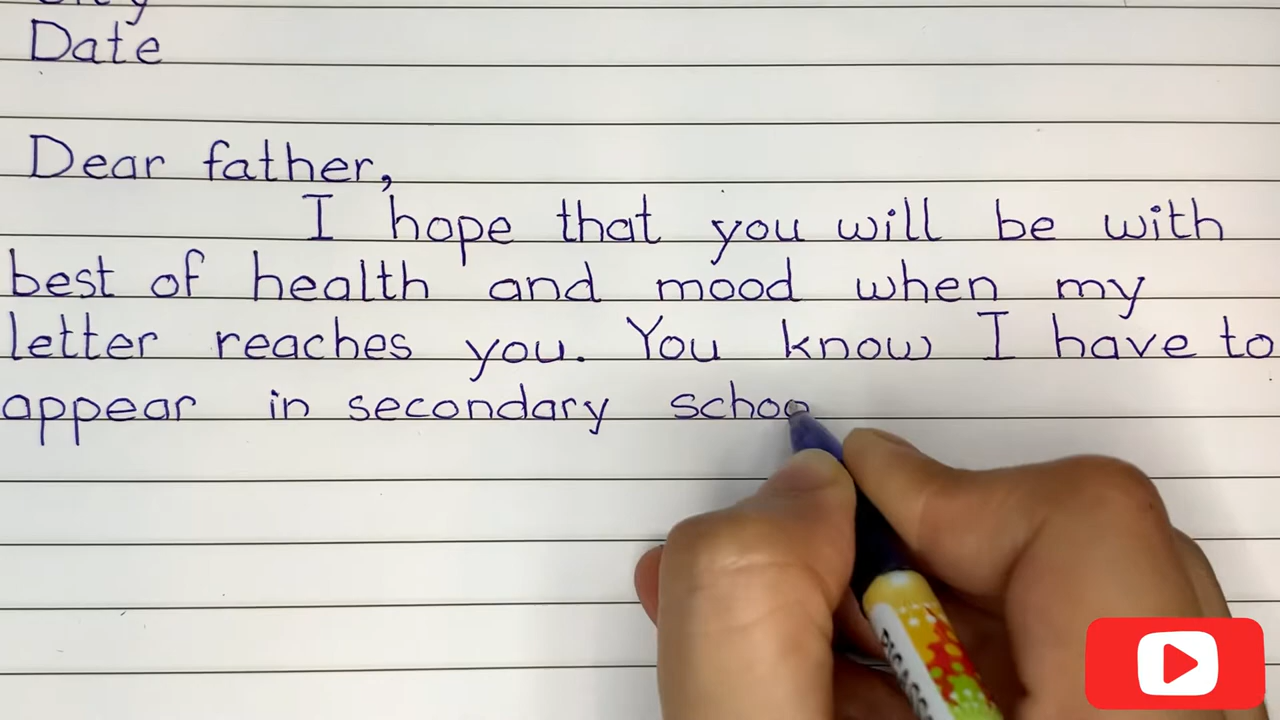 Date
Dear father,
I hope that you will be with
best of health and mood when my
letter reaches you. You know I have to
appear in secondary schoo